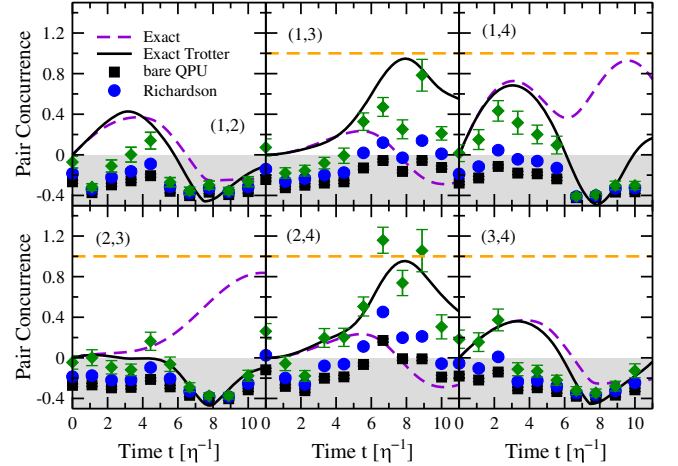 Pair Concurrence
1.2
0.8
0.4
0
-0.4
Exact
Exact Trotter
bare QPU
Richardson
(1,2)
(1,3)
(1,4)
Pair Concurrence
1.2
0.8
0.4
0
-0.4
(2,3)
(2,4)
(3,4)
0 2 4 6 8 10 0 2 4 6 8 10 0 2 4 6 8 10
Time t [η⁻¹] Time t [η⁻¹] Time t [η⁻¹]